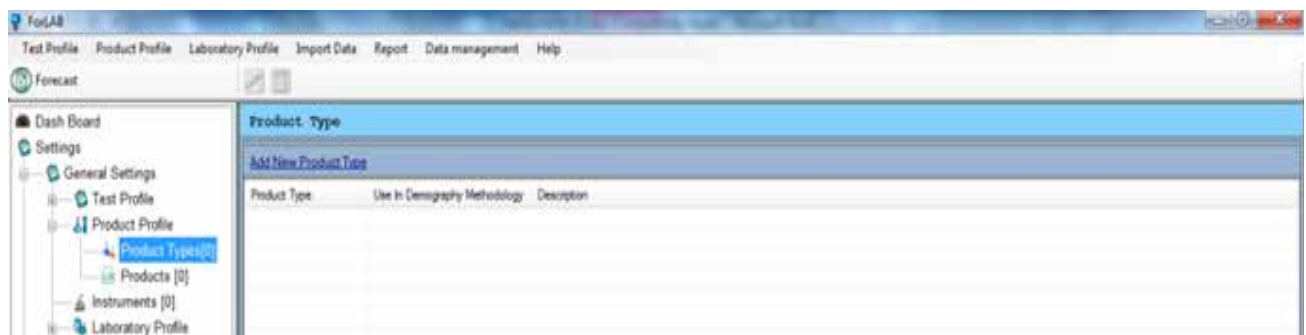 ForLAB
Test Profile Product Profile Laboratory Profile Import Data Report Data management Help
Forecast
Dash Board
Settings
General Settings
Test Profile
Product Profile
Product Types[0]
Products [0]
Instruments [0]
Laboratory Profile
Product Type
Add New Product Type
Product Type Use In Demography Methodology Description